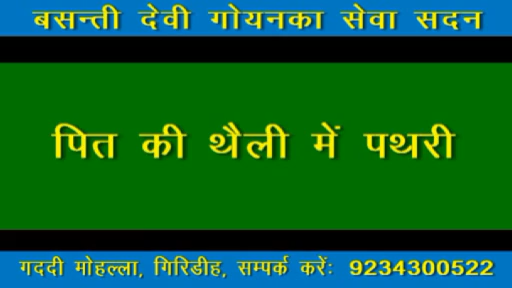 बसन्ती देवी गोयनका सेवा सदन
पित की थैली में पथरी
गददी मोहल्ला, गिरिडीह, सम्पर्क करेंः 9234300522